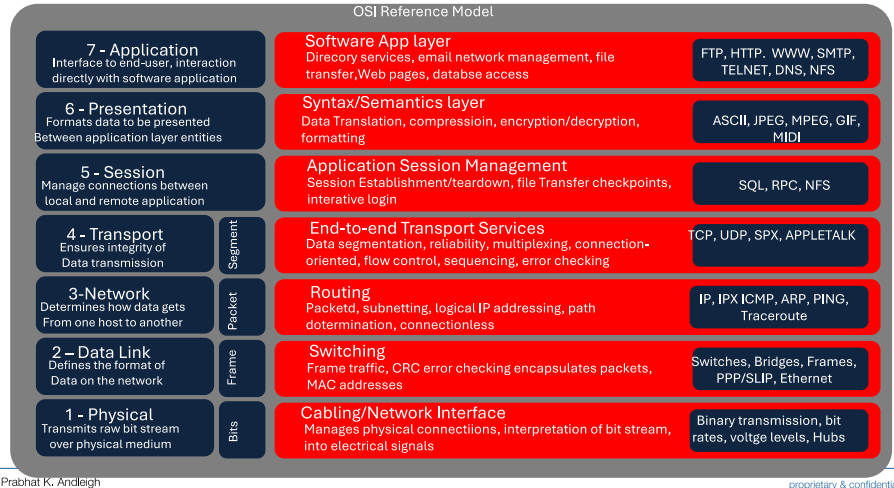 OSI Reference Model
7 - Application
Interface to end-user, interaction
directly with software application
Software App layer
Direcory services, email network management, file
transfer,Web pages, databse access
FTP, HTTP. WWW, SMTP,
TELNET, DNS, NFS
6 - Presentation
Formats data to be presented
Between application layer entities
Syntax/Semantics layer
Data Translation, compressioin, encryption/decryption,
formatting
ASCII, JPEG, MPEG, GIF,
MIDI
5 - Session
Manage connections between
local and remote application
Application Session Management
Session Establishment/teardown, file Transfer checkpoints,
interative login
SQL, RPC, NFS
4 - Transport
Ensures integrity of
Data transmission
Segment
End-to-end Transport Services
Data segmentation, reliability, multiplexing, connection-
oriented, flow control, sequencing, error checking
TCP, UDP, SPX, APPLETALK
3-Network
Determines how data gets
From one host to another
Packet
Routing
Packetd, subnetting, logical IP addressing, path
dotermination, connectionless
IP, IPX ICMP, ARP, PING,
Traceroute
2 – Data Link
Defines the format of
Data on the network
Frame
Switching
Frame traffic, CRC error checking encapsulates packets,
MAC addresses
Switches, Bridges, Frames,
PPP/SLIP, Ethernet
1 - Physical
Transmits raw bit stream
over physical medium
Bits
Cabling/Network Interface
Manages physical connectiions, interpretation of bit stream,
into electrical signals
Binary transmission, bit
rates, voltge levels, Hubs
Prabhat K. Andleigh
proprietary & confidentia